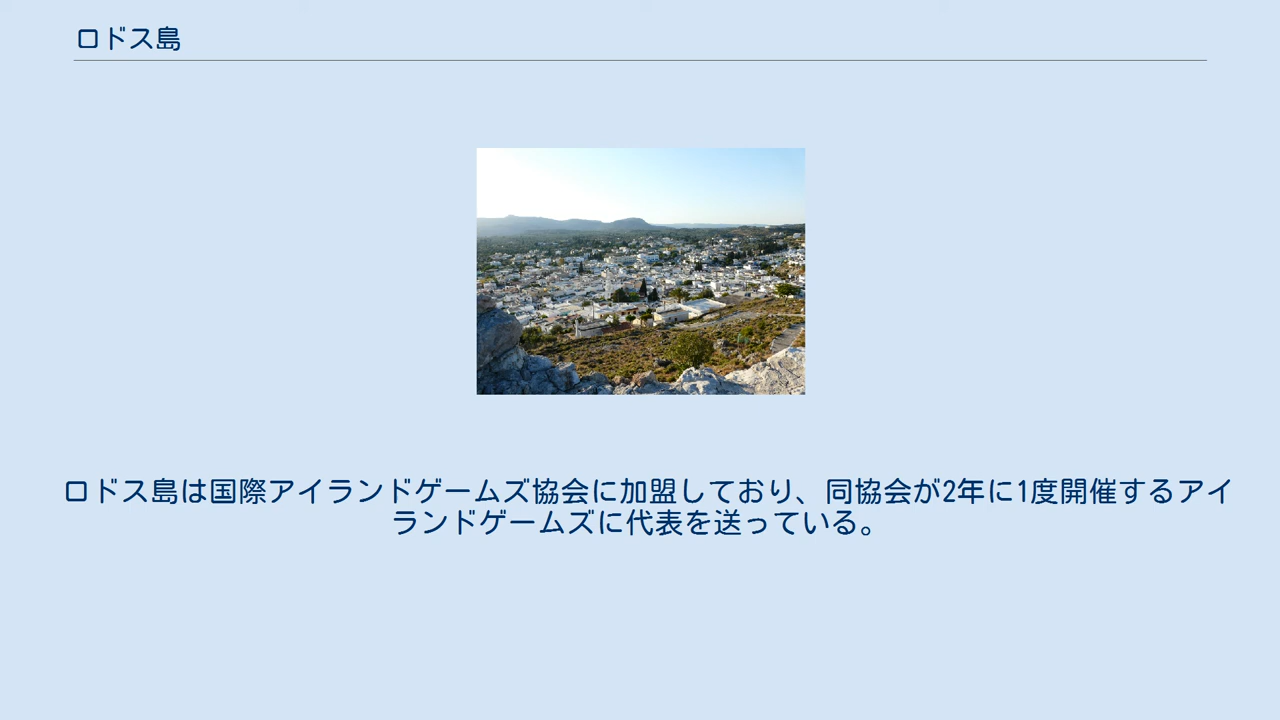 ロドス島
ロドス島は国際アイランドゲームズ協会に加盟しており、同協会が2年に1度開催するアイ
ランドゲームズに代表を送っている。